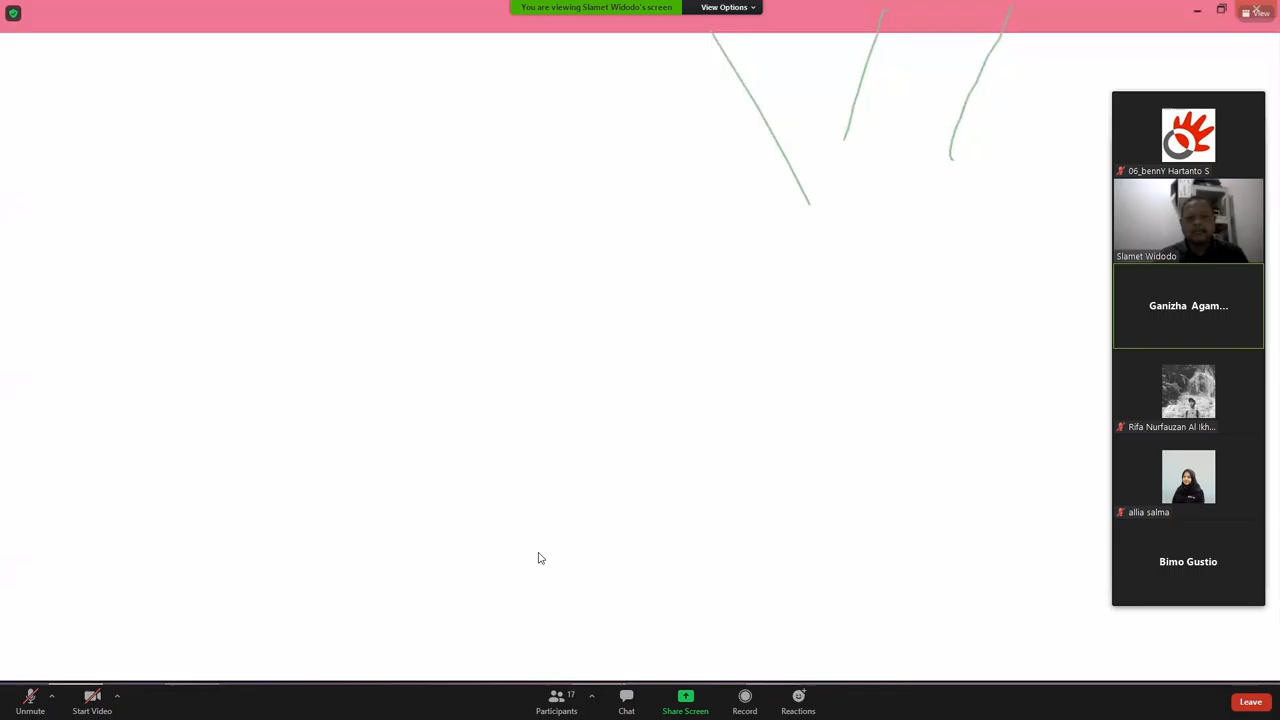 You are viewing Slamet Widodo's screen
View Options
View
06_bennY Hartanto S
Slamet Widodo
Ganizha Agam...
Rifa Nurfauzan Al Ikh...
allia salma
Bimo Gustio
Unmute
Start Video
17
Participants
Chat
Share Screen
Record
Reactions
Leave